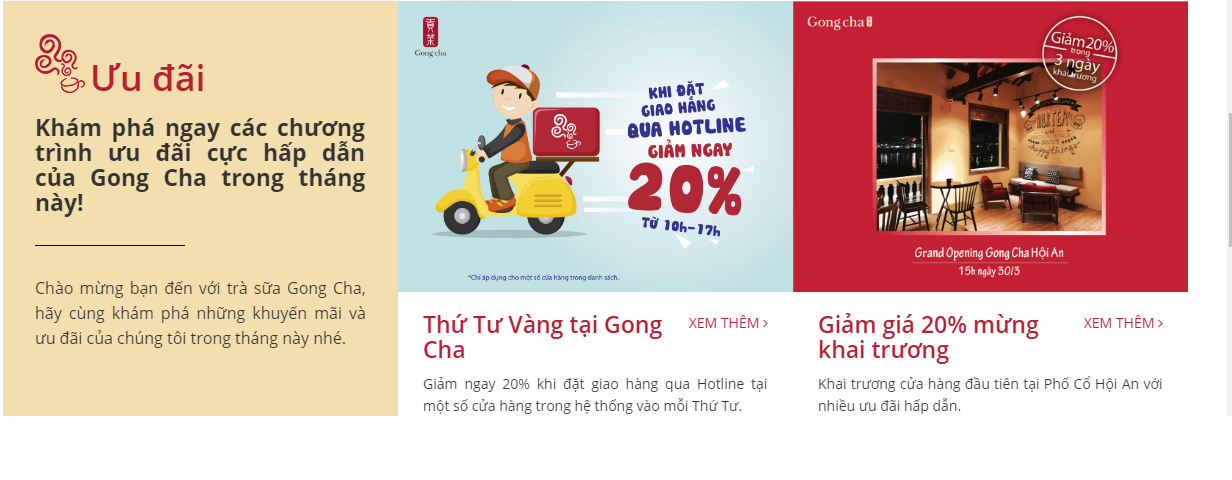 Ưu đãi
Khám phá ngay các chương
trình ưu đãi cực hấp dẫn
của Gong Cha trong tháng
này!
Chào mừng bạn đến với trà sữa Gong Cha,
hãy cùng khám phá những khuyến mãi và
ưu đãi của chúng tôi trong tháng này nhé.
貢茶
Gong cha
KHI ĐẶT
GIAO HÀNG
QUA HOTLINE
GIẢM NGAY
20%
TỪ 10h-17h
*Chỉ áp dụng cho một số cửa hàng trong danh sách.
Thứ Tư Vàng tại Gong
Cha
XEM THÊM
Giảm ngay 20% khi đặt giao hàng qua Hotline tại
một số cửa hàng trong hệ thống vào mỗi Thứ Tư.
Gong cha
Giảm 20%
trong
3 ngày
khai trương
Grand Opening Gong Cha Hội An
15h ngày 30/3
Giảm giá 20% mừng
khai trương
XEM THÊM
Khai trương cửa hàng đầu tiên tại Phố Cổ Hội An với
nhiều ưu đãi hấp dẫn.